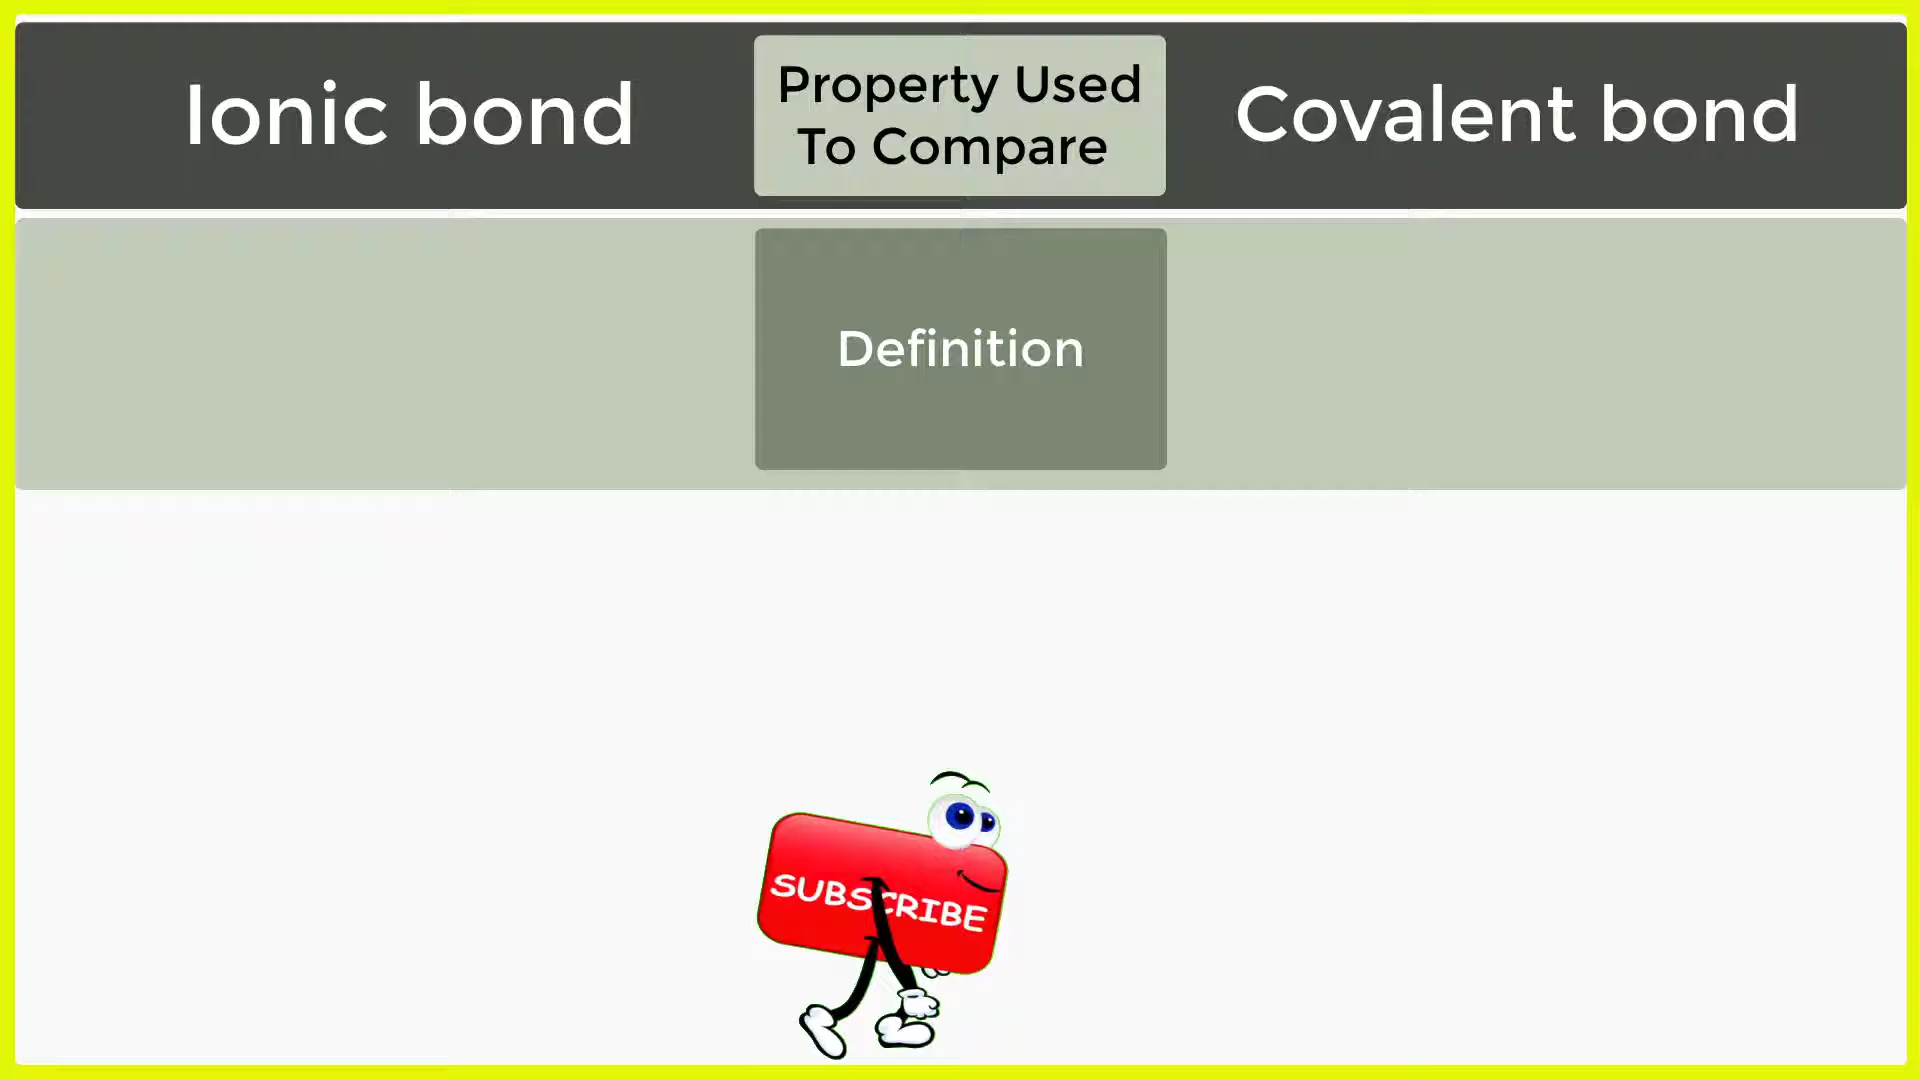 Ionic bond
Property Used
To Compare
Covalent bond
Definition
SUBSCRIBE